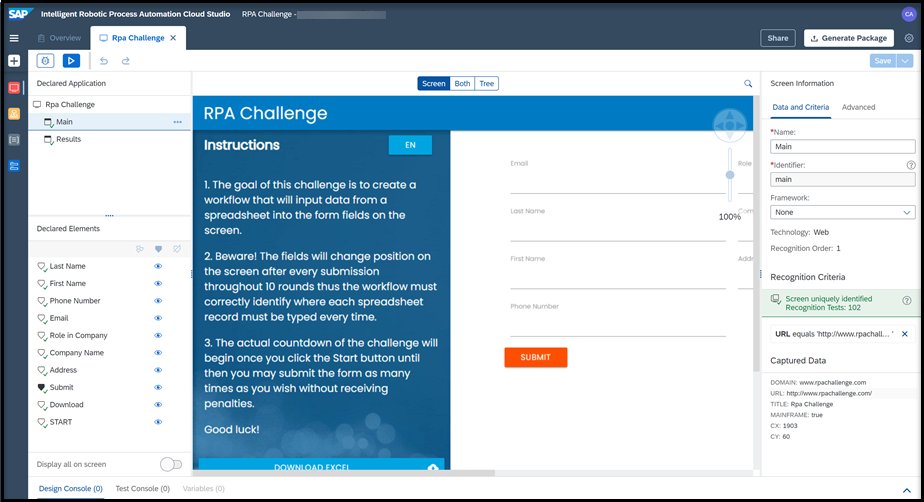 SAP Intelligent Robotic Process Automation Cloud Studio RPA Challenge - CA
Overview Rpa Challenge Share Generate Package
Save
Declared Application
Rpa Challenge
Main
Results
Declared Elements
Last Name
First Name
Phone Number
Email
Role in Company
Company Name
Address
Submit
Download
START
Display all on screen
Screen Both Tree
RPA Challenge
Instructions
EN
1. The goal of this challenge is to create a
workflow that will input data from a
spreadsheet into the form fields on the
screen.
2. Beware! The fields will change position on
the screen after every submission
throughout 10 rounds thus the workflow must
correctly identify where each spreadsheet
record must be typed every time.
3. The actual countdown of the challenge will
begin once you click the Start button until
then you may submit the form as many
times as you wish without receiving
penalties.
Good luck!
DOWNLOAD EXCEL
Email Role
Last Name
100%
First Name Addr
Phone Number
SUBMIT
Screen Information
Data and Criteria Advanced
*Name:
Main
*Identifier:
main
Framework:
None
Technology: Web
Recognition Order: 1
Recognition Criteria
Screen uniquely identified
Recognition Tests: 102
URL equals 'http://www.rpachall... '
Captured Data
DOMAIN: www.rpachallenge.com
URL: http://www.rpachallenge.com/
TITLE: Rpa Challenge
MAINFRAME: true
CX: 1903
CY: 60
Design Console (0) Test Console (0) Variables (0)